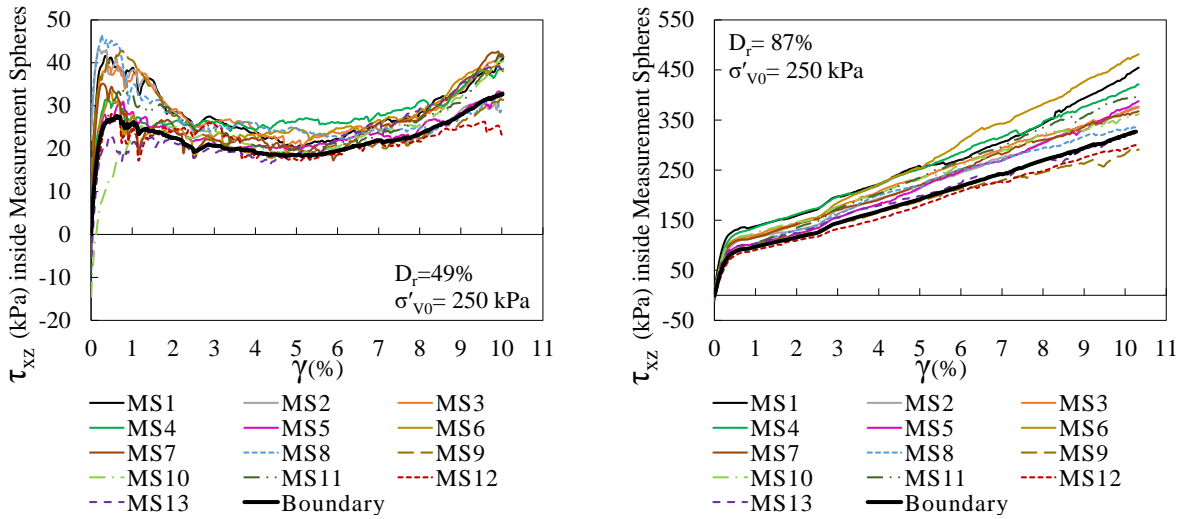 τxz (kPa) inside Measurement Spheres
50
40
30
20
10
0
-10
-20
Dr=49%
σ′V0= 250 kPa
0 1 2 3 4 5 6 7 8 9 10 11
γ(%)
MS1 MS2 MS3
MS4 MS5 MS6
MS7 MS8 MS9
MS10 MS11 MS12
MS13 Boundary
τxz (kPa) inside Measurement Spheres
550
450
350
250
150
50
-50
Dr= 87%
σ′V0= 250 kPa
0 1 2 3 4 5 6 7 8 9 10 11
γ(%)
MS1 MS2 MS3
MS4 MS5 MS6
MS7 MS8 MS9
MS10 MS11 MS12
MS13 Boundary